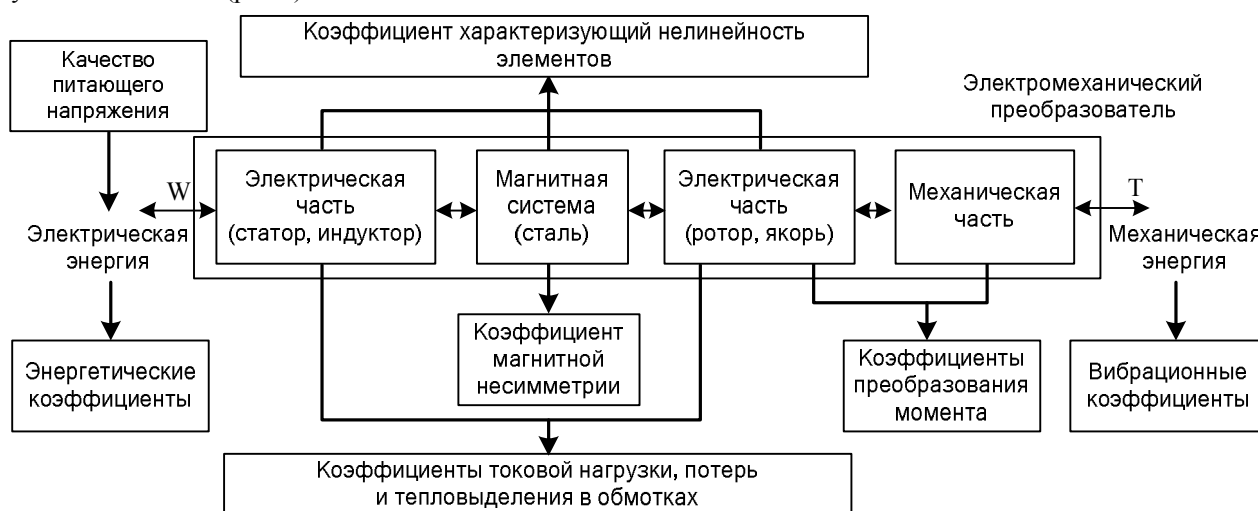 Коэффициент характеризующий нелинейность
элементов
Качество
питающего
напряжения
Электромеханический
преобразователь
W
Электрическая
часть
(статор, индуктор)
Магнитная
система
(сталь)
Электрическая
часть
(ротор, якорь)
Механическая
часть
T
Электрическая
энергия
Механическая
энергия
Энергетические
коэффициенты
Коэффициент
магнитной
несимметрии
Коэффициенты
преобразования
момента
Вибрационные
коэффициенты
Коэффициенты токовой нагрузки, потерь
и тепловыделения в обмотках